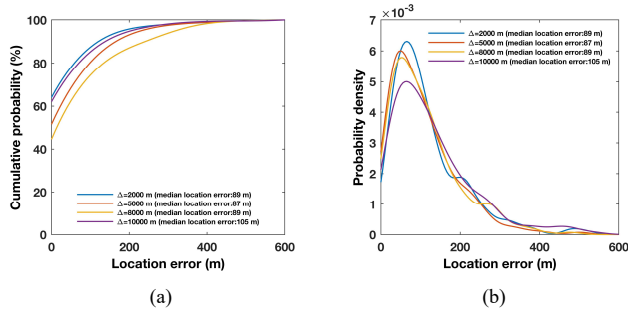 100
80
60
40
20
0
Cumulative probability (%)
Δ=2000 m (median location error:89 m)
Δ=5000 m (median location error:87 m)
Δ=8000 m (median location error:89 m)
Δ=10000 m (median location error:105 m)
0 200 400 600
Location error (m)
(a)
×10-3
7
6
5
4
3
2
1
0
Probability density
Δ=2000 m (median location error:89 m)
Δ=5000 m (median location error:87 m)
Δ=8000 m (median location error:89 m)
Δ=10000 m (median location error:105 m)
0 200 400 600
Location error (m)
(b)